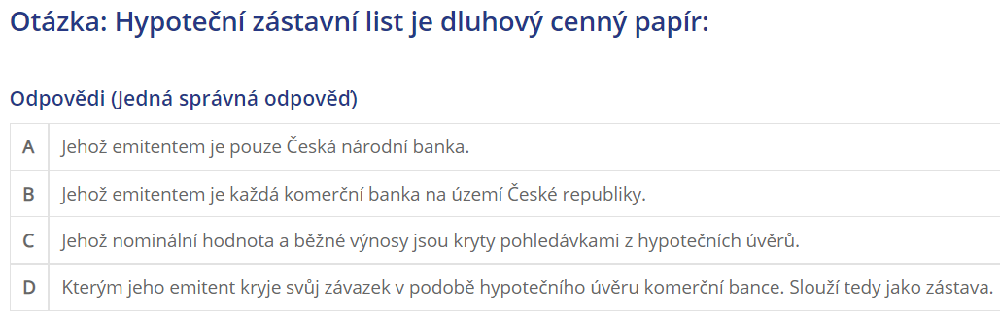 Otázka: Hypoteční zástavní list je dluhový cenný papír:
Odpovědi (Jedná správná odpověď)
A Jehož emitentem je pouze Česká národní banka.
B Jehož emitentem je každá komerční banka na území České republiky.
C Jehož nominální hodnota a běžné výnosy jsou kryty pohledávkami z hypotečních úvěrů.
D Kterým jeho emitent kryje svůj závazek v podobě hypotečního úvěru komerční bance. Slouží tedy jako zástava.